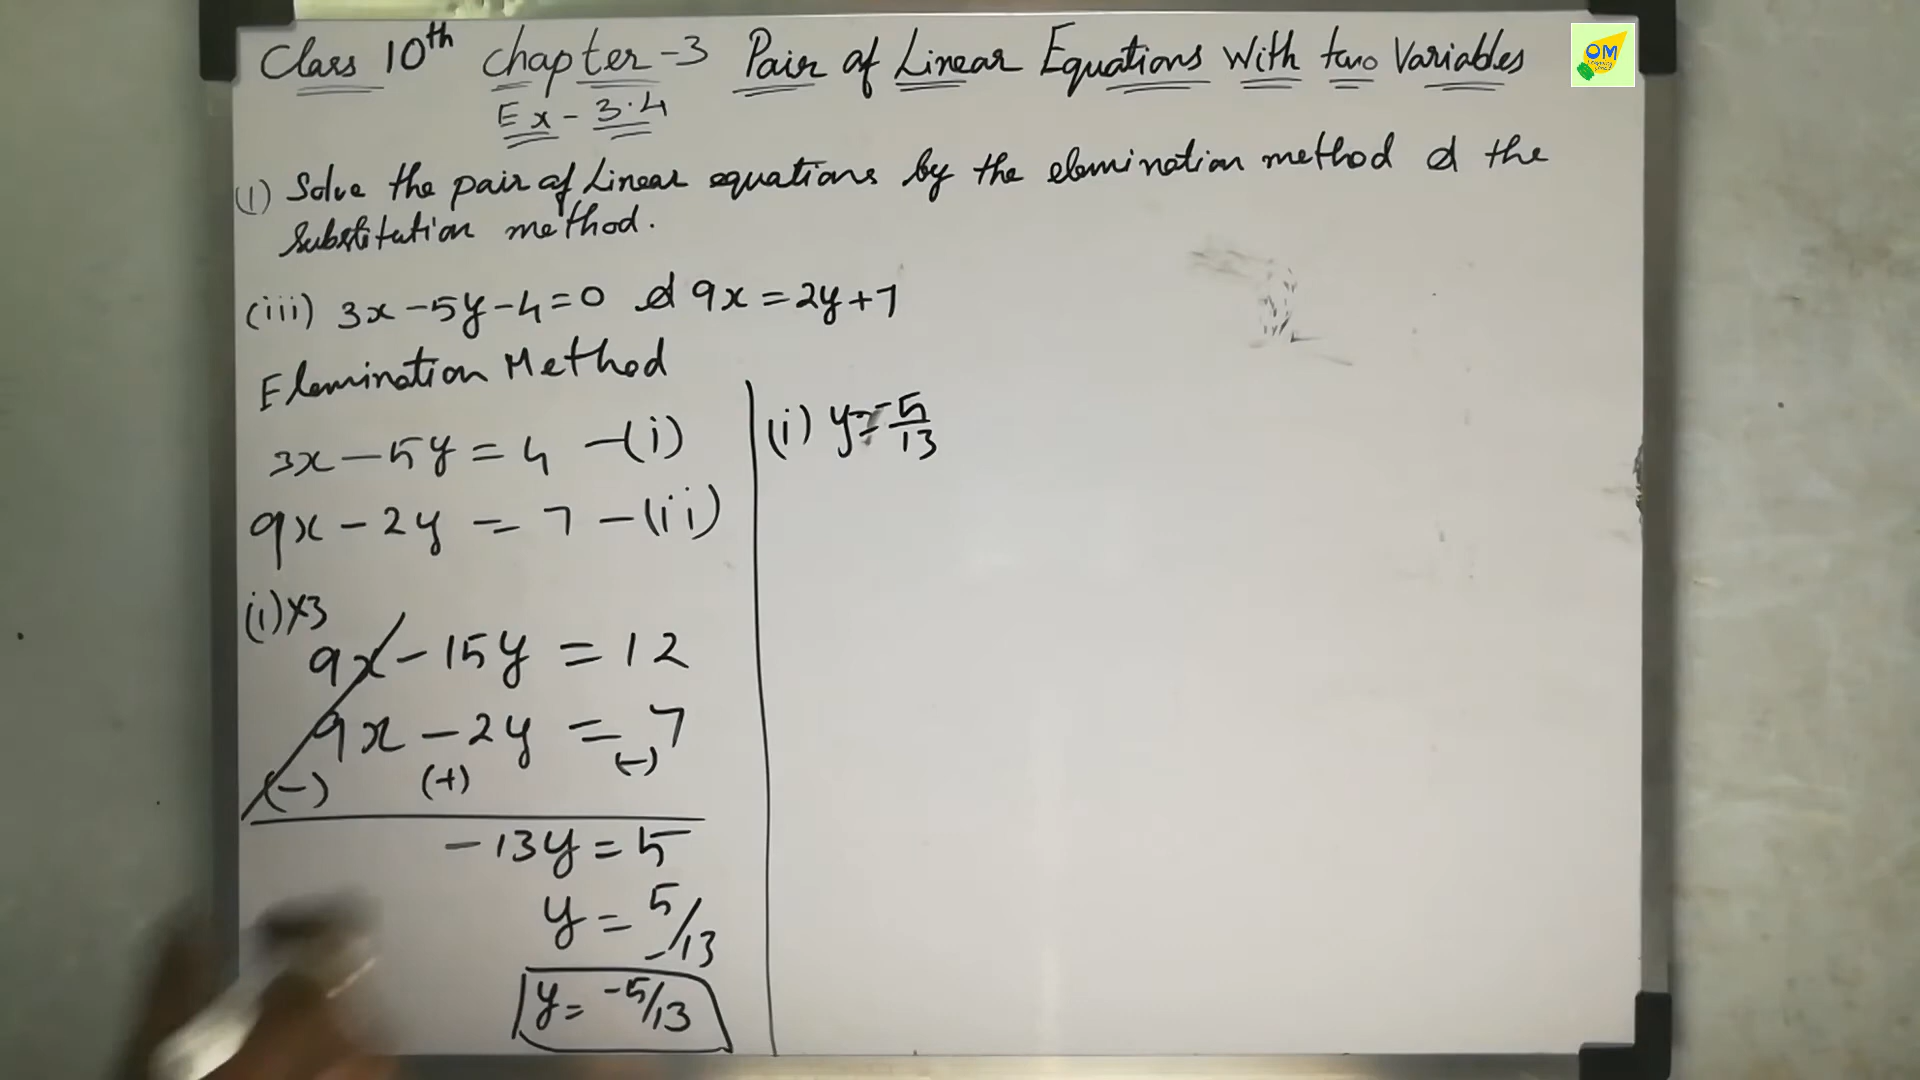 Class 10th chapter-3 Pair of Linear Equations With two Variables
Ex - 3.4
(1) Solve the pair of Linear equations by the elemination method & the
Substitution method.
(iii) 3x - 5y - 4 = 0 & 9x = 2y + 7
Elemination Method
3x - 5y = 4 - (i)
9x - 2y = 7 - (ii)
(i) x3
9x - 15y = 12
9x - 2y = 7
(-) (+) (-)
-13y = 5
y = 5/-13
y = -5/13
(i) y = -5/13
OM